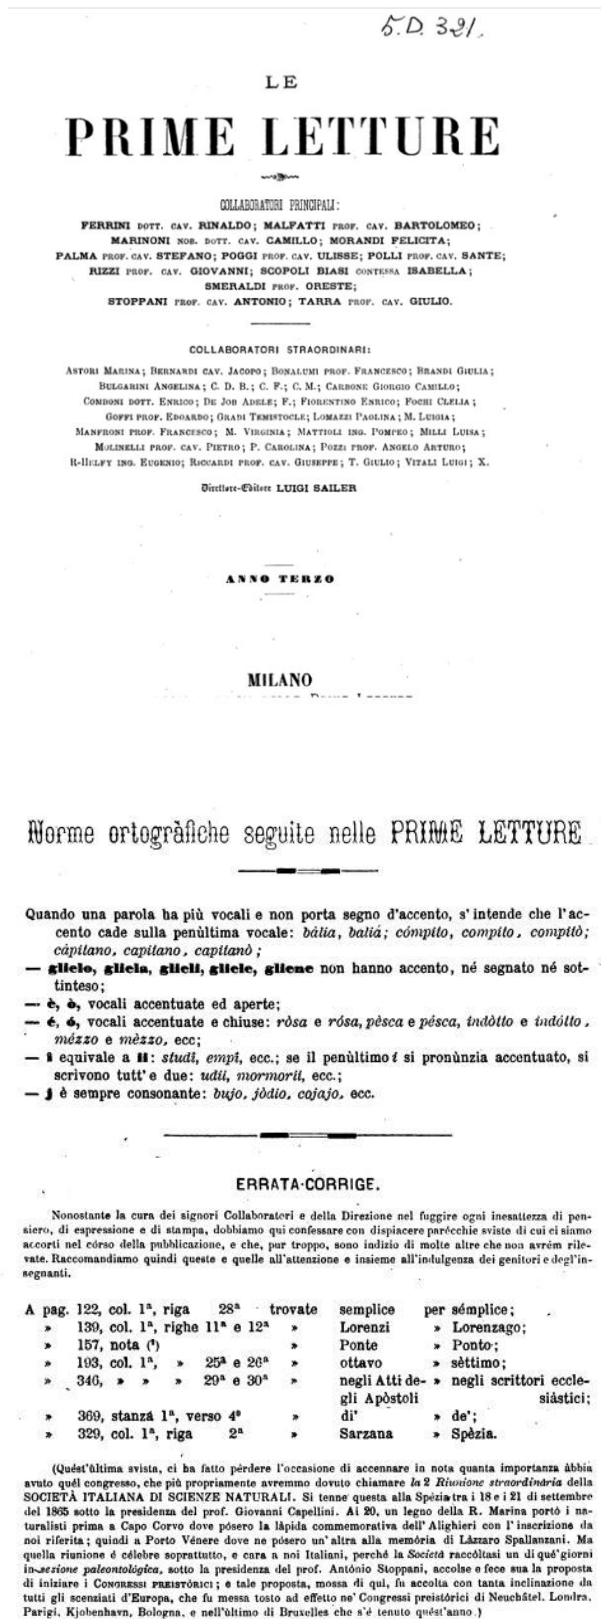 5. D. 321.
LE
PRIME LETTURE
COLLABORATORI PRINCIPALI:
FERRINI DOTT. CAV. RINALDO; MALFATTI PROF. CAV. BARTOLOMEO;
MARINONI NOB. DOTT. CAV. CAMILLO; MORANDI FELICITA;
PALMA PROF. CAV. STEFANO; POGGI PROF. CAV. ULISSE; POLLI PROF. CAV. SANTE;
RIZZI PROF. CAV. GIOVANNI; SCOPOLI BIASI CONTESSA ISABELLA;
SMERALDI PROF. ORESTE;
STOPPANI PROF. CAV. ANTONIO; TARRA PROF. CAV. GIULIO.
COLLABORATORI STRAORDINARI:
ASTORI MARINA; BERNARDI CAV. JACOPO; BONALUMI PROF. FRANCESCO; BRANDI GIULIA;
BULGARINI ANGELINA; C. D. B.; C. F.; C. M.; CARBONE GIORGIO CAMILLO;
CONDONI DOTT. ENRICO; DE JOB ADELE; F.; FIORENTINO ENRICO; FOCHI CLELIA;
GOFFI PROF. EDOARDO; GRADI TEMISTOCLE; LOMAZZI PAOLINA; M. LUIGIA;
MANFRONI PROF. FRANCESCO; M. VIRGINIA; MATTIOLI ING. POMPEO; MILLI LUISA;
MOLINELLI PROF. CAV. PIETRO; P. CAROLINA; POZZI PROF. ANGELO ARTURO;
R-HELFY ING. EUGENIO; RICCARDI PROF. CAV. GIUSEPPE; T. GIULIO; VITALI LUIGI; X.
Direttore-Editore LUIGI SAILER
ANNO TERZO
MILANO
Norme ortogràfiche seguite nelle PRIME LETTURE
Quando una parola ha più vocali e non porta segno d'accento, s'intende che l'ac-
cento cade sulla penùltima vocale: bàlia, balìa; cómpito, compito, compitò;
càpitano, capitano, capitanò;
— glielo, gliela, glieli, gliele, gliene non hanno accento, né segnato né sot-
tinteso;
— è, ò, vocali accentuate ed aperte;
— é, ó, vocali accentuate e chiuse: ròsa e rósa, pèsca e pésca, indòtto e indótto,
mézzo e mèzzo, ecc;
— î equivale a ii: studî, empî, ecc.; se il penùltimo i si pronùnzia accentuato, si
scrivono tutt'e due: udii, mormorii, ecc.;
— j è sempre consonante: bujo, jòdio, cojajo, ecc.
ERRATA-CORRIGE.
Nonostante la cura dei signori Collaboratori e della Direzione nel fuggire ogni inesattezza di pen-
siero, di espressione e di stampa, dobbiamo qui confessare con dispiacere parécchie sviste di cui ci siamo
accorti nel córso della pubblicazione, e che, pur troppo, sono indizio di molte altre che non avrém rile-
vate. Raccomandiamo quindi queste e quelle all'attenzione e insieme all'indulgenza dei genitori e degl'in-
segnanti.
A pag. 122, col. 1ª, riga 28ª trovate semplice per sémplice;
» 139, col. 1ª, righe 11ª e 12ª » Lorenzi » Lorenzago;
» 157, nota (¹) » Ponte » Ponto;
» 193, col. 1ª, » 25ª e 26ª » ottavo » sèttimo;
» 346, » » » 29ª e 30ª » negli Atti de- » negli scrittori eccle-
gli Apòstoli siàstici;
» 369, stanza 1ª, verso 4º » di' » de';
» 329, col. 1ª, riga 2ª » Sarzana » Spèzia.
(Quést'ùltima svista, ci ha fatto pérdere l'occasione di accennare in nota quanta importanza àbbia
avuto quél congresso, che più propriamente avremmo dovuto chiamare la 2 Riunione straordinària della
SOCIETÀ ITALIANA DI SCIENZE NATURALI. Si tenne questa alla Spèzia tra i 18 e i 21 di settembre
del 1865 sotto la presidenza del prof. Giovanni Capellini. Ai 20, un legno della R. Marina portò i na-
turalisti prima a Capo Corvo dove pósero la làpida commemorativa dell'Alighieri con l'inscrizione da
noi riferita; quindi a Porto Vénere dove ne pósero un'altra alla memòria di Làzzaro Spallanzani. Ma
quella riunione è célebre soprattutto, e cara a noi Italiani, perché la Società raccòltasi un di qué'giorni
in sezione paleontològica, sotto la presidenza del prof. Antònio Stoppani, accolse e fece sua la proposta
di iniziare i CONGRESSI PREISTÒRICI; e tale proposta, mossa di qui, fu accolta con tanta inclinazione da
tutti gli scenziati d'Europa, che fu messa tosto ad effetto ne' Congressi preistòrici di Neuchâtel, Londra,
Parigi, Kjobenhavn, Bologna, e nell'ùltimo di Bruxelles che s'è tenuto quést'anno.)